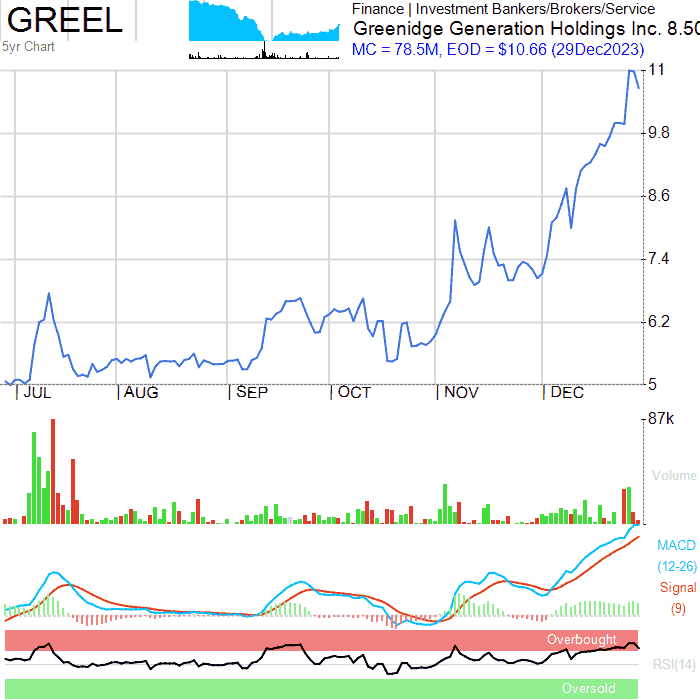 GREEL
5yr Chart
Finance | Investment Bankers/Brokers/Service
Greenidge Generation Holdings Inc. 8.50
MC = 78.5M, EOD = $10.66 (29Dec2023)
11
9.8
8.6
7.4
6.2
5
JUL AUG SEP OCT NOV DEC
87k
Volume
MACD
(12-26)
Signal
(9)
Overbought
RSI(14)
Oversold